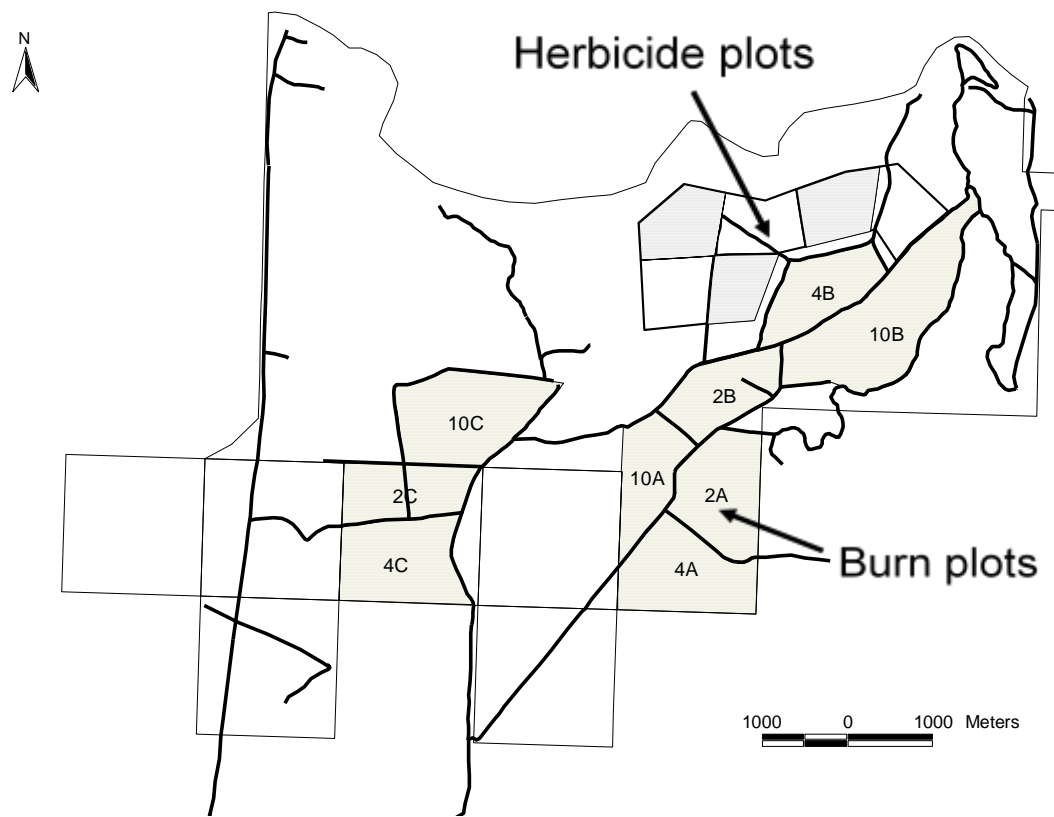 N
Herbicide plots
4B
10B
2B
10C
10A
2A
2C
Burn plots
4C
4A
1000 0 1000 Meters